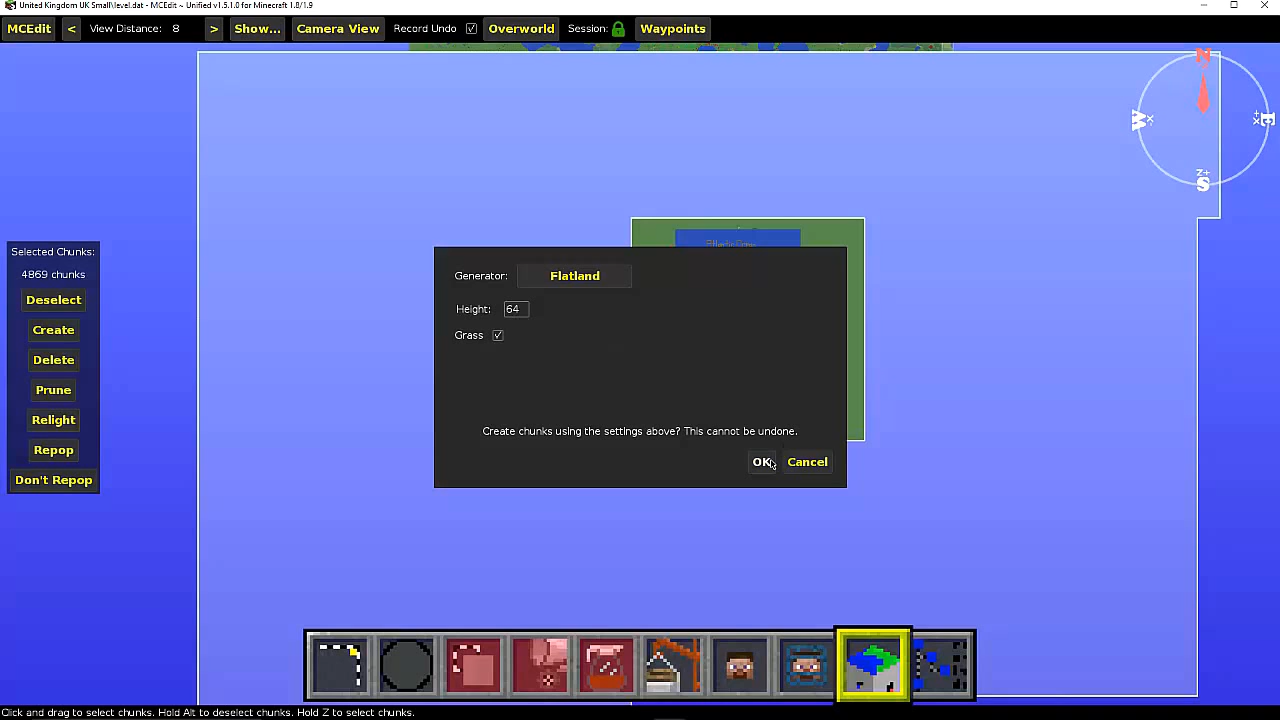 United Kingdom UK Small\level.dat - MCEdit ~ Unified v1.5.1.0 for Minecraft 1.8/1.9
MCEdit < View Distance: 8 > Show... Camera View Record Undo Overworld Session: Waypoints
N
W X
+X E
Z+
S
Selected Chunks:
4869 chunks
Deselect
Create
Delete
Prune
Relight
Repop
Don't Repop
Generator: Flatland
Height: 64
Grass
Create chunks using the settings above? This cannot be undone.
OK Cancel
Click and drag to select chunks. Hold Alt to deselect chunks. Hold Z to select chunks.